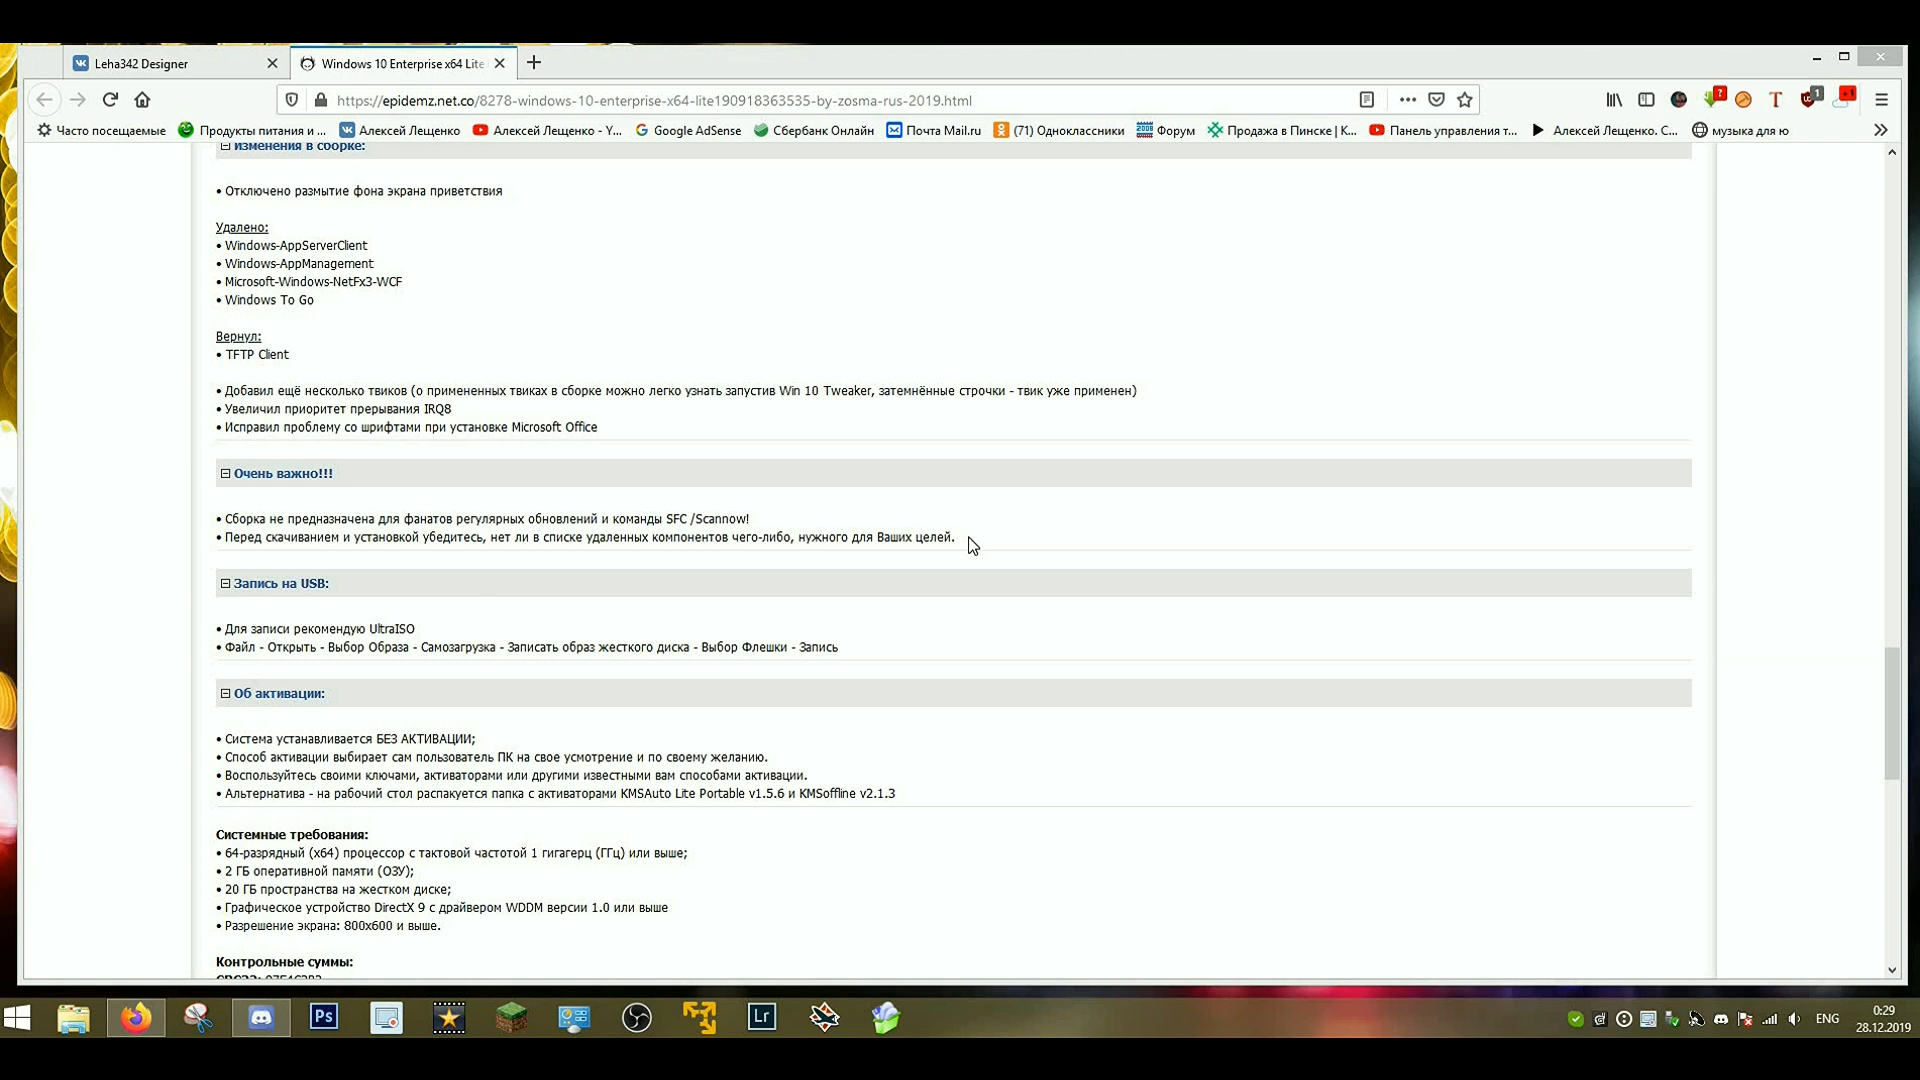 Leha342 Designer
Windows 10 Enterprise x64 Lite
https://epidemz.net.co/8278-windows-10-enterprise-x64-lite190918363535-by-zosma-rus-2019.html
Часто посещаемые
Продукты питания и ...
Алексей Лещенко
Алексей Лещенко - Y...
Google AdSense
Сбербанк Онлайн
Почта Mail.ru
(71) Одноклассники
Форум
Продажа в Пинске | К...
Панель управления т...
Алексей Лещенко. С...
музыка для ю
Изменения в сборке:
• Отключено размытие фона экрана приветствия
Удалено:
• Windows-AppServerClient
• Windows-AppManagement
• Microsoft-Windows-NetFx3-WCF
• Windows To Go
Вернул:
• TFTP Client
• Добавил ещё несколько твиков (о примененных твиках в сборке можно легко узнать запустив Win 10 Tweaker, затемнённые строчки - твик уже применен)
• Увеличил приоритет прерывания IRQ8
• Исправил проблему со шрифтами при установке Microsoft Office
Очень важно!!!
• Сборка не предназначена для фанатов регулярных обновлений и команды SFC /Scannow!
• Перед скачиванием и установкой убедитесь, нет ли в списке удаленных компонентов чего-либо, нужного для Ваших целей.
Запись на USB:
• Для записи рекомендую UltraISO
• Файл - Открыть - Выбор Образа - Самозагрузка - Записать образ жесткого диска - Выбор Флешки - Запись
Об активации:
• Система устанавливается БЕЗ АКТИВАЦИИ;
• Способ активации выбирает сам пользователь ПК на свое усмотрение и по своему желанию.
• Воспользуйтесь своими ключами, активаторами или другими известными вам способами активации.
• Альтернатива - на рабочий стол распакуется папка с активаторами KMSAuto Lite Portable v1.5.6 и KMSoffline v2.1.3
Системные требования:
• 64-разрядный (x64) процессор с тактовой частотой 1 гигагерц (ГГц) или выше;
• 2 ГБ оперативной памяти (ОЗУ);
• 20 ГБ пространства на жестком диске;
• Графическое устройство DirectX 9 с драйвером WDDM версии 1.0 или выше
• Разрешение экрана: 800x600 и выше.
Контрольные суммы:
Ps
Lr
ENG
0:29
28.12.2019